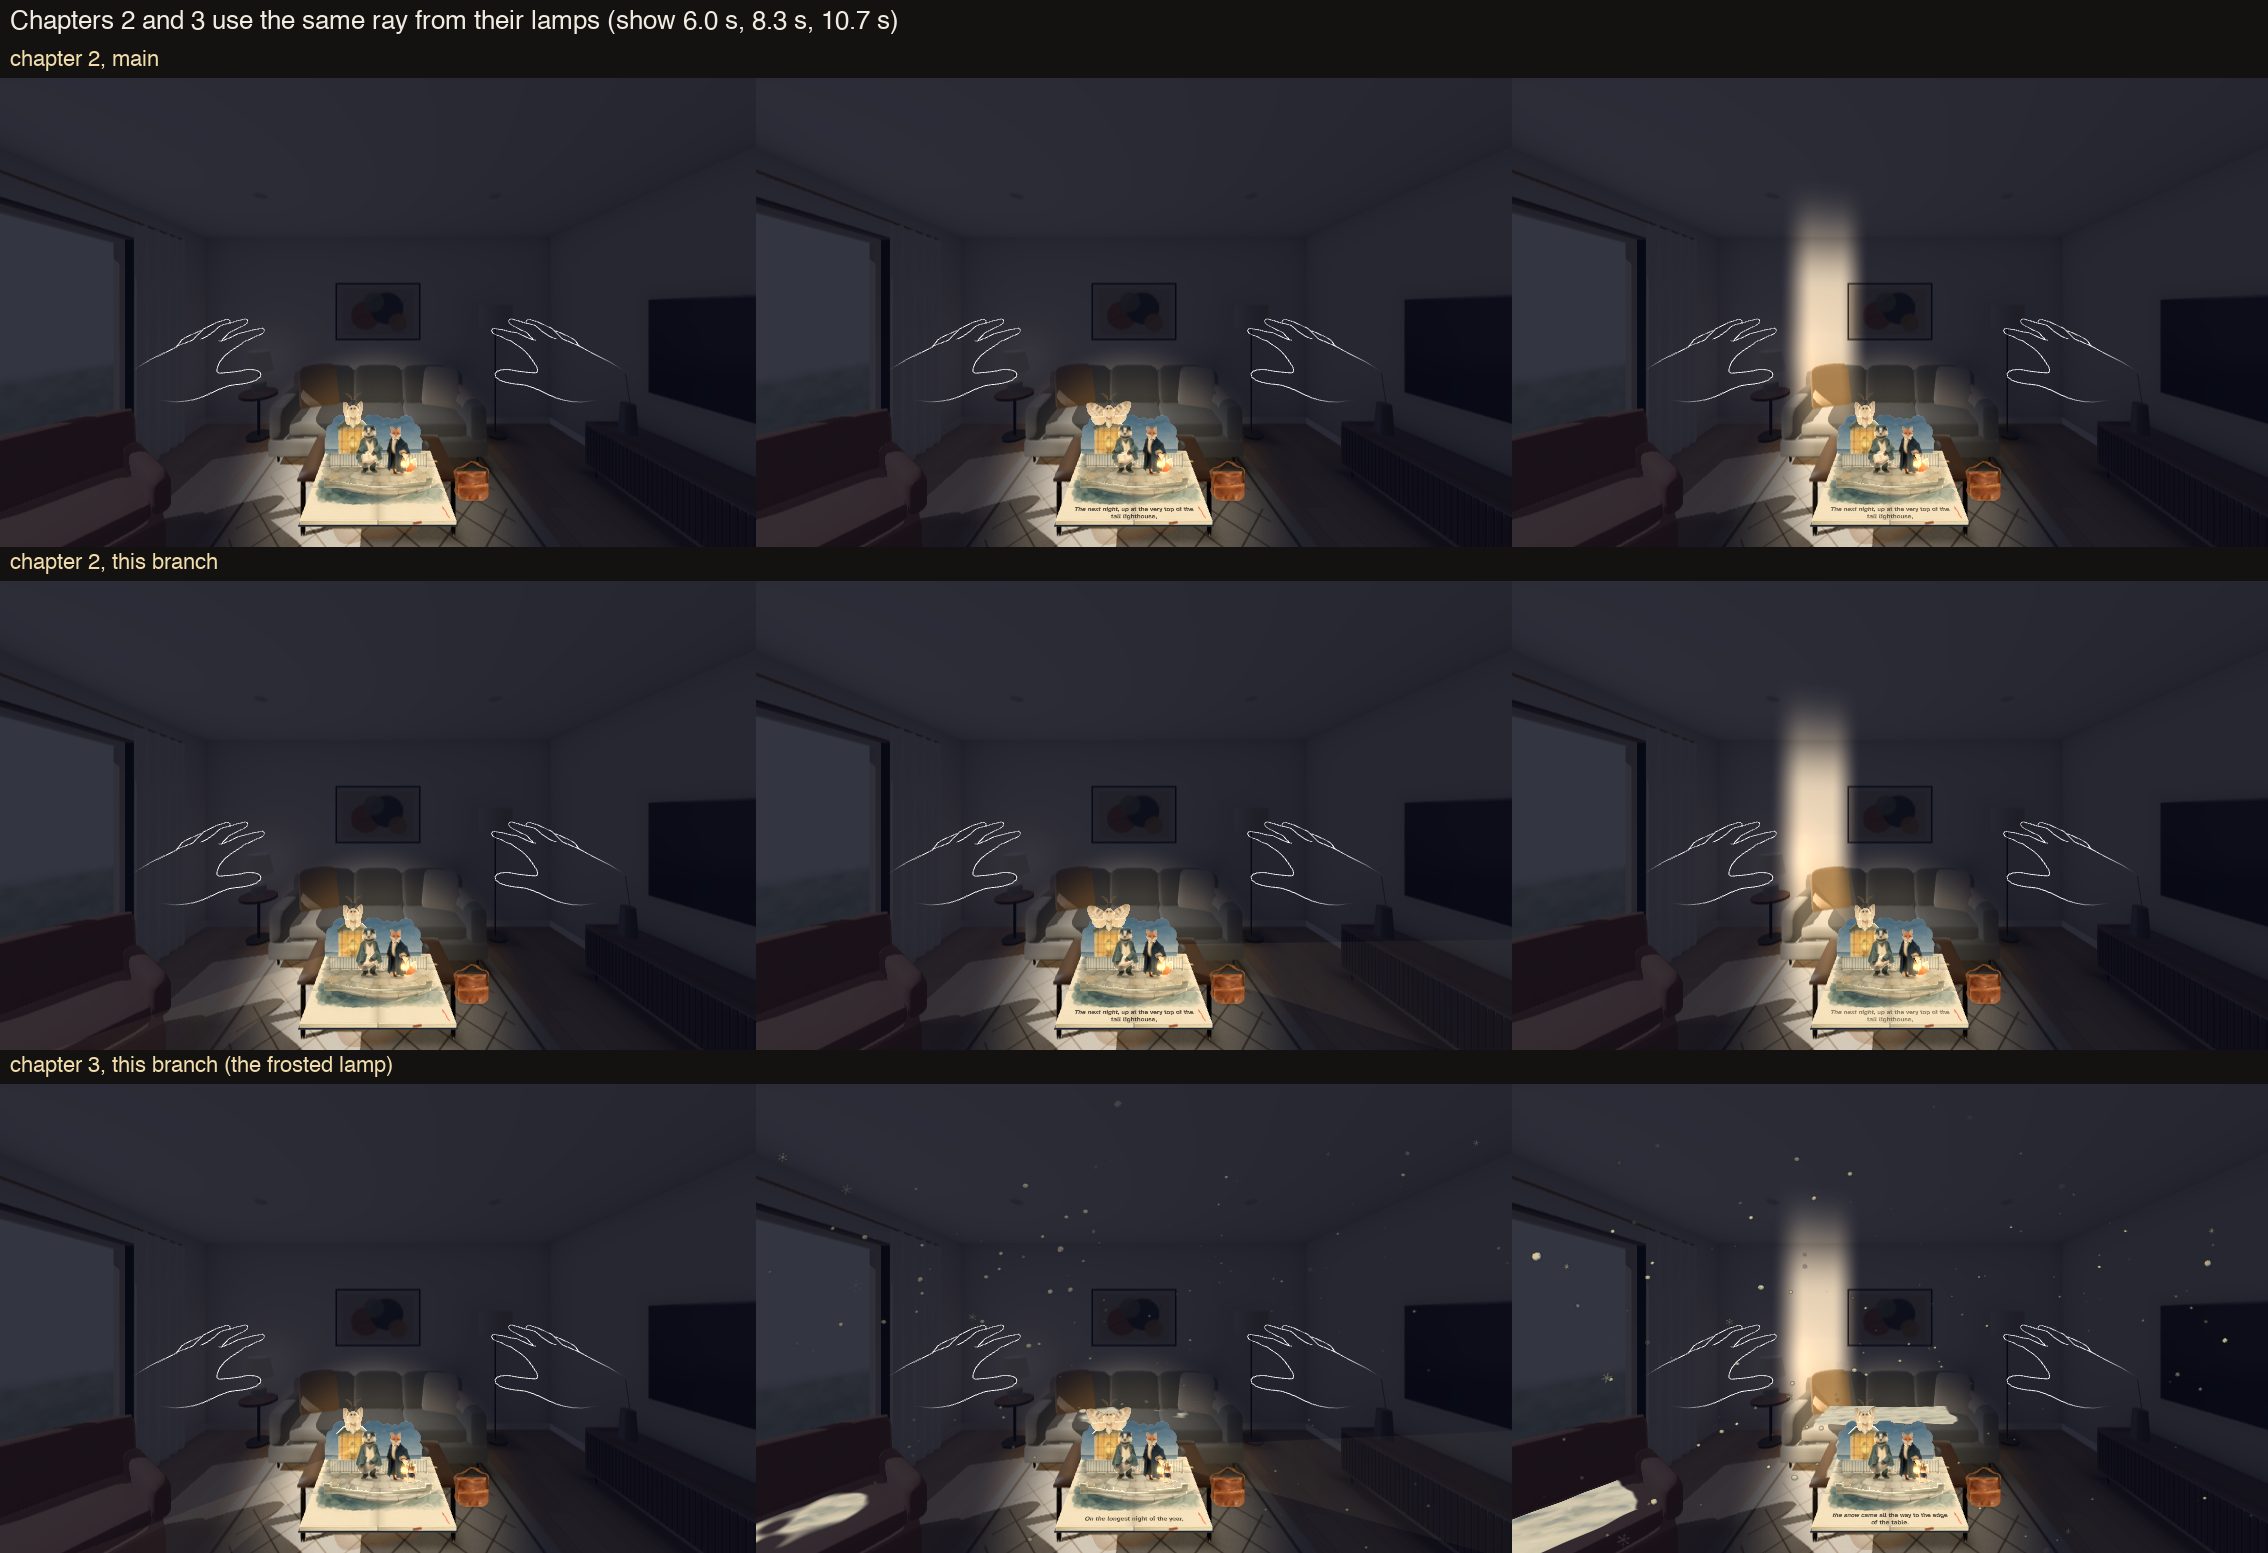 Chapters 2 and 3 use the same ray from their lamps (show 6.0 s, 8.3 s, 10.7 s)
chapter 2, main
The next night, up at the very top of the
tall lighthouse,
The next night, up at the very top of the
tall lighthouse,
chapter 2, this branch
The next night, up at the very top of the
tall lighthouse,
The next night, up at the very top of the
tall lighthouse,
chapter 3, this branch (the frosted lamp)
On the longest night of the year,
the snow came all the way to the edge
of the table.